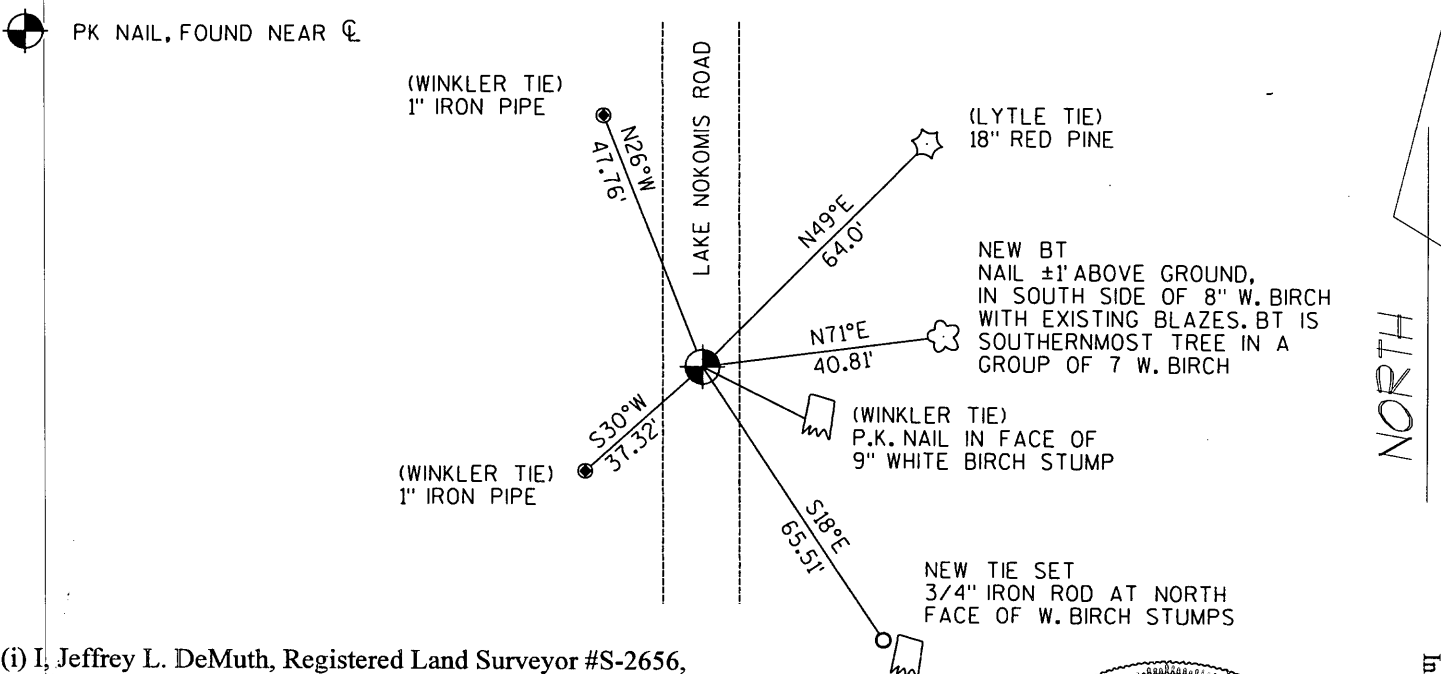 PK NAIL, FOUND NEAR ℄
(WINKLER TIE)
1" IRON PIPE
N26°W
47.76'
LAKE NOKOMIS ROAD
(LYTLE TIE)
18" RED PINE
N49°E
64.0'
NEW BT
NAIL ±1' ABOVE GROUND,
IN SOUTH SIDE OF 8" W. BIRCH
WITH EXISTING BLAZES. BT IS
SOUTHERNMOST TREE IN A
GROUP OF 7 W. BIRCH
N71°E
40.81'
NORTH
S30°W
37.32'
(WINKLER TIE)
P.K. NAIL IN FACE OF
9" WHITE BIRCH STUMP
(WINKLER TIE)
1" IRON PIPE
S18°E
65.51'
NEW TIE SET
3/4" IRON ROD AT NORTH
FACE OF W. BIRCH STUMPS
(i) I, Jeffrey L. DeMuth, Registered Land Surveyor #S-2656,
In